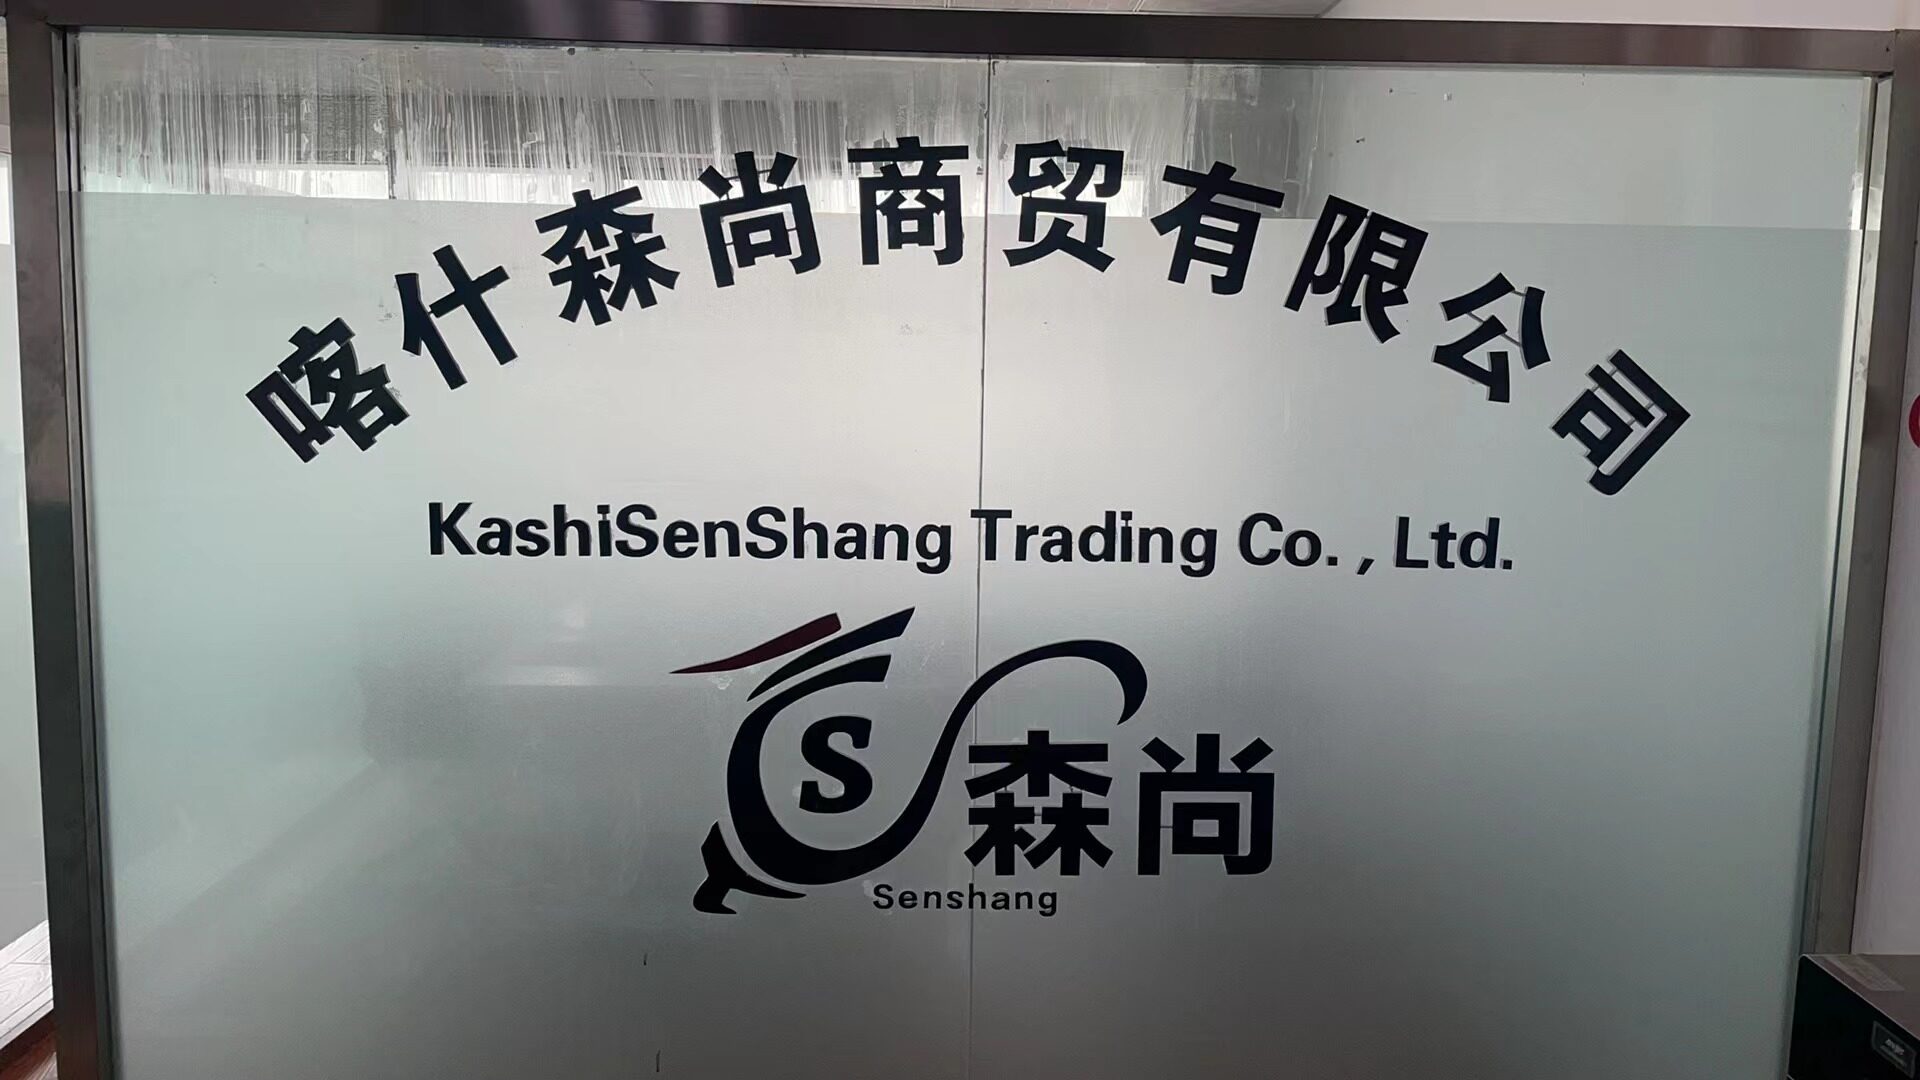 喀什森尚商贸有限公司
KashiSenShang Trading Co., Ltd.
S
森尚
Senshang